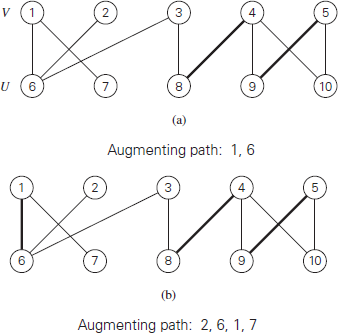 V 1 2 3 4 5
U 6 7 8 9 10
(a)
Augmenting path: 1, 6
1 2 3 4 5
6 7 8 9 10
(b)
Augmenting path: 2, 6, 1, 7